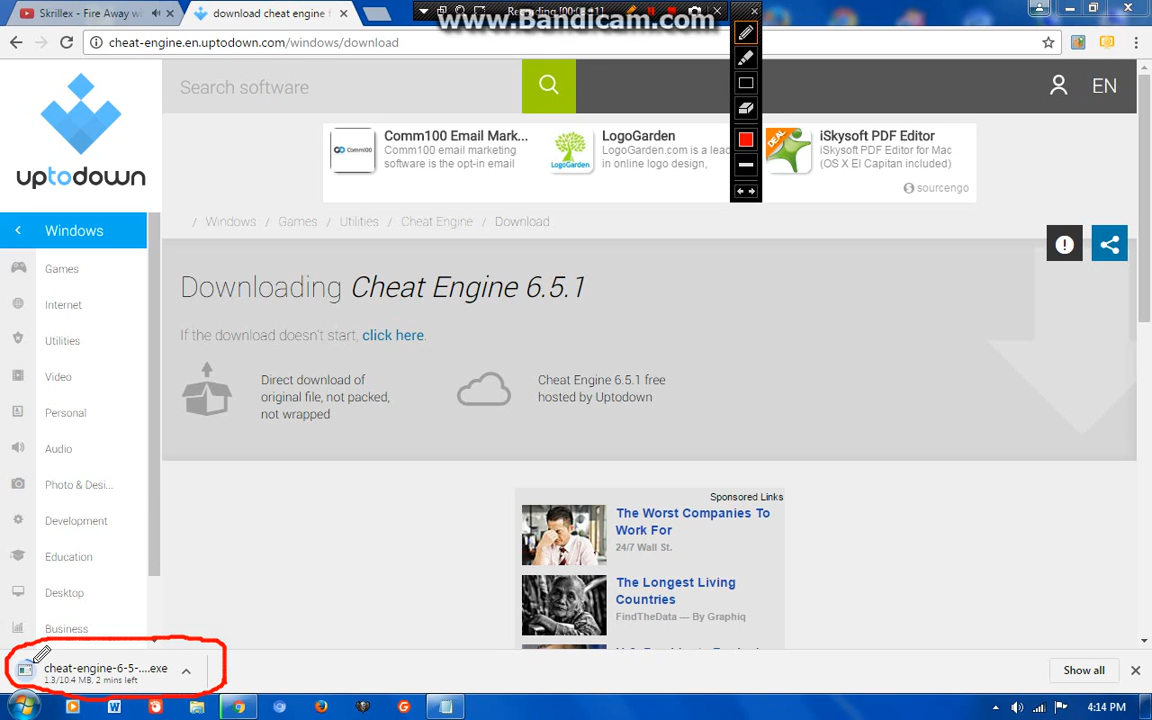 Skrillex - Fire Away wi
download cheat engine f
www.Bandicam.com
cheat-engine.en.uptodown.com/windows/download
uptodown
Search software
EN
Comm100 Email Mark...
Comm100 email marketing
software is the opt-in email
LogoGarden
LogoGarden.com is a lead
in online logo design,
iSkysoft PDF Editor
iSkysoft PDF Editor for Mac
(OS X El Capitan included)
sourcengo
/ Windows / Games / Utilities / Cheat Engine / Download
Windows
Games
Internet
Utilities
Video
Personal
Audio
Photo & Desi...
Development
Education
Desktop
Business
Downloading Cheat Engine 6.5.1
If the download doesn't start, click here.
Direct download of
original file, not packed,
not wrapped
Cheat Engine 6.5.1 free
hosted by Uptodown
Sponsored Links
The Worst Companies To
Work For
24/7 Wall St.
The Longest Living
Countries
FindTheData — By Graphiq
cheat-engine-6-5-....exe
1.3/10.4 MB, 2 mins left
Show all
4:14 PM